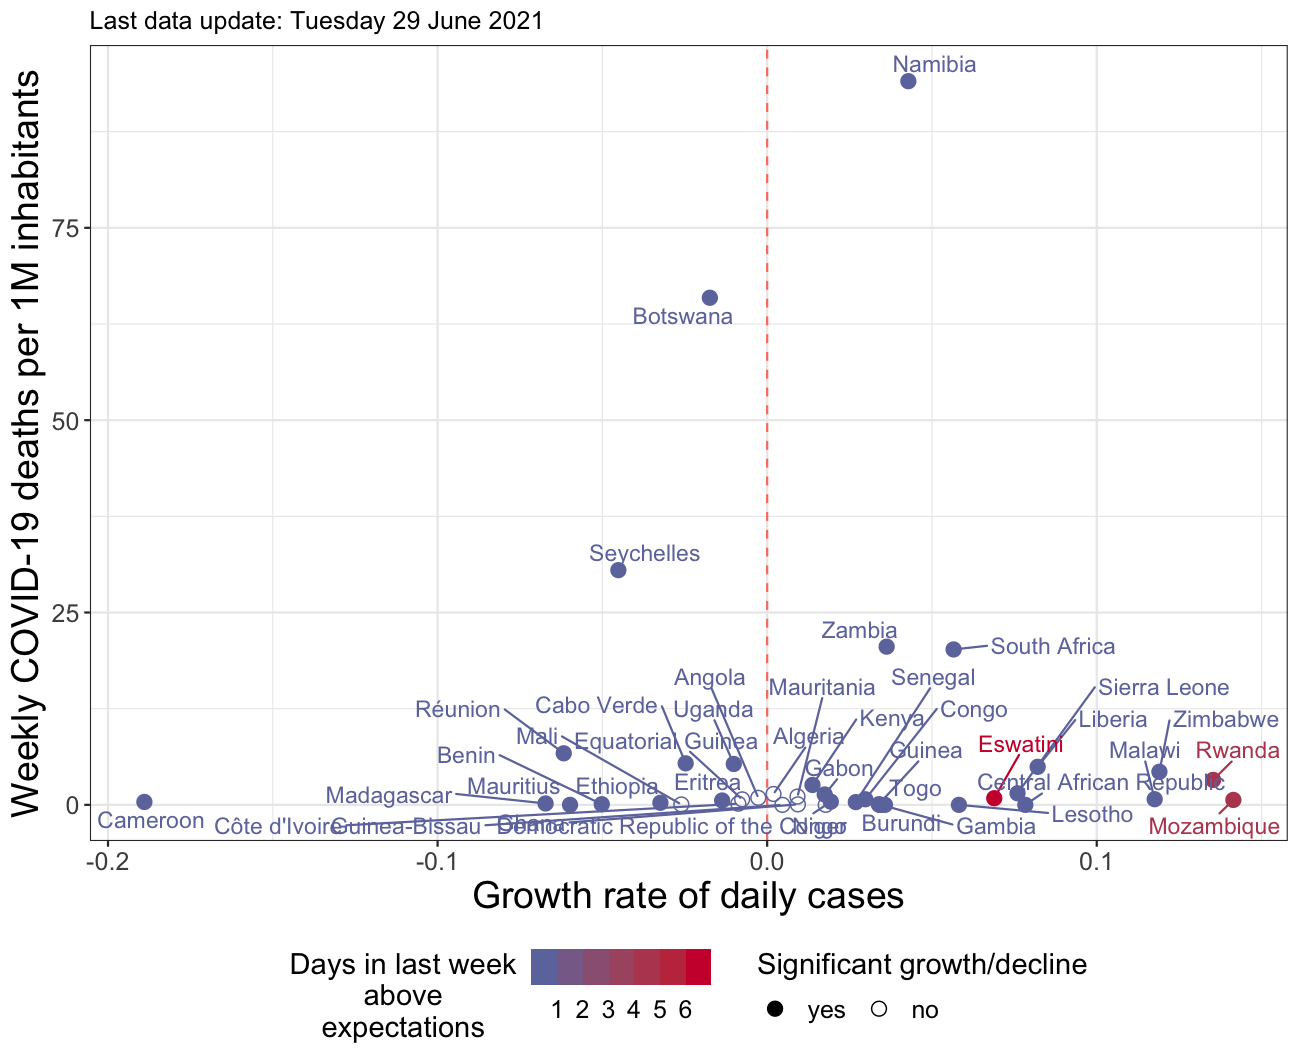 Last data update: Tuesday 29 June 2021
Weekly COVID-19 deaths per 1M inhabitants
75
50
25
0
Namibia
Botswana
Seychelles
Zambia
South Africa
Angola
Mauritania
Senegal
Sierra Leone
Réunion
Cabo Verde
Uganda
Kenya
Congo
Liberia
Zimbabwe
Mali
Equatorial Guinea
Algeria
Guinea
Eswatini
Malawi
Rwanda
Benin
Gabon
Madagascar
Mauritius
Ethiopia
Eritrea
Togo
Central African Republic
Lesotho
Cameroon
Côte d'Ivoire
Guinea-Bissau
Ghana
Democratic Republic of the Congo
Niger
Burundi
Gambia
Mozambique
-0.2
-0.1
0.0
0.1
Growth rate of daily cases
Days in last week
above
expectations
1 2 3 4 5 6
Significant growth/decline
yes
no